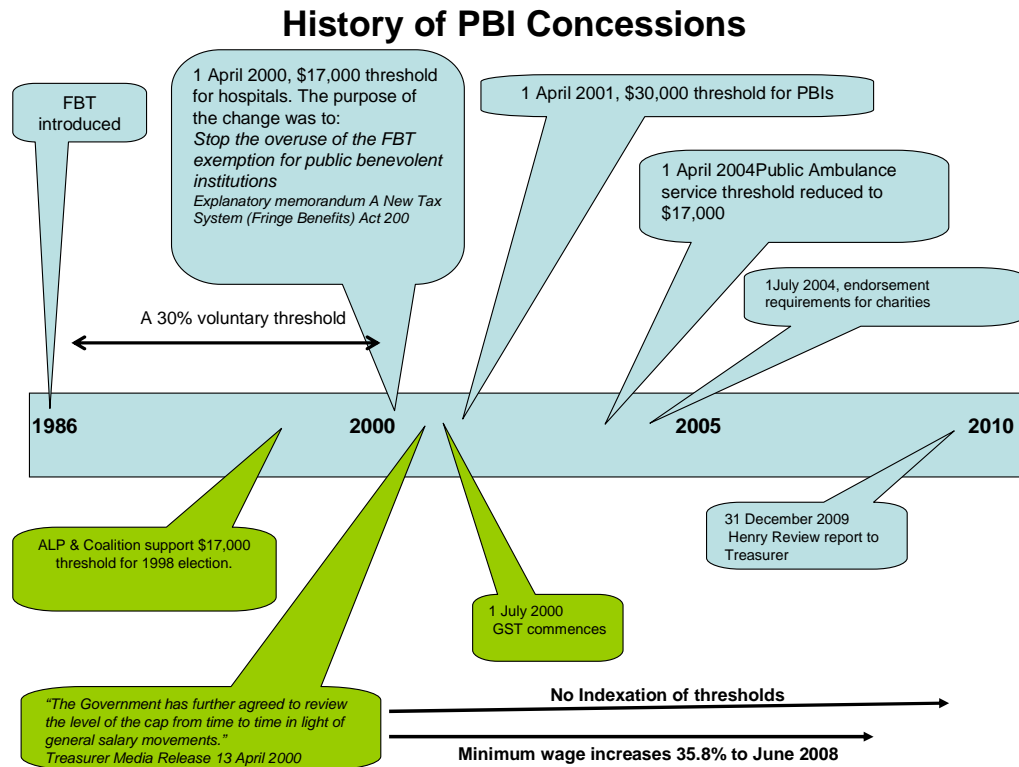 History of PBI Concessions
FBT
introduced
1 April 2000, $17,000 threshold
for hospitals. The purpose of
the change was to:
Stop the overuse of the FBT
exemption for public benevolent
institutions
Explanatory memorandum A New Tax
System (Fringe Benefits) Act 200
1 April 2001, $30,000 threshold for PBIs
1 April 2004Public Ambulance
service threshold reduced to
$17,000
1July 2004, endorsement
requirements for charities
A 30% voluntary threshold
1986
2000
2005
2010
ALP & Coalition support $17,000
threshold for 1998 election.
31 December 2009
Henry Review report to
Treasurer
1 July 2000
GST commences
“The Government has further agreed to review
the level of the cap from time to time in light of
general salary movements.”
Treasurer Media Release 13 April 2000
No Indexation of thresholds
Minimum wage increases 35.8% to June 2008